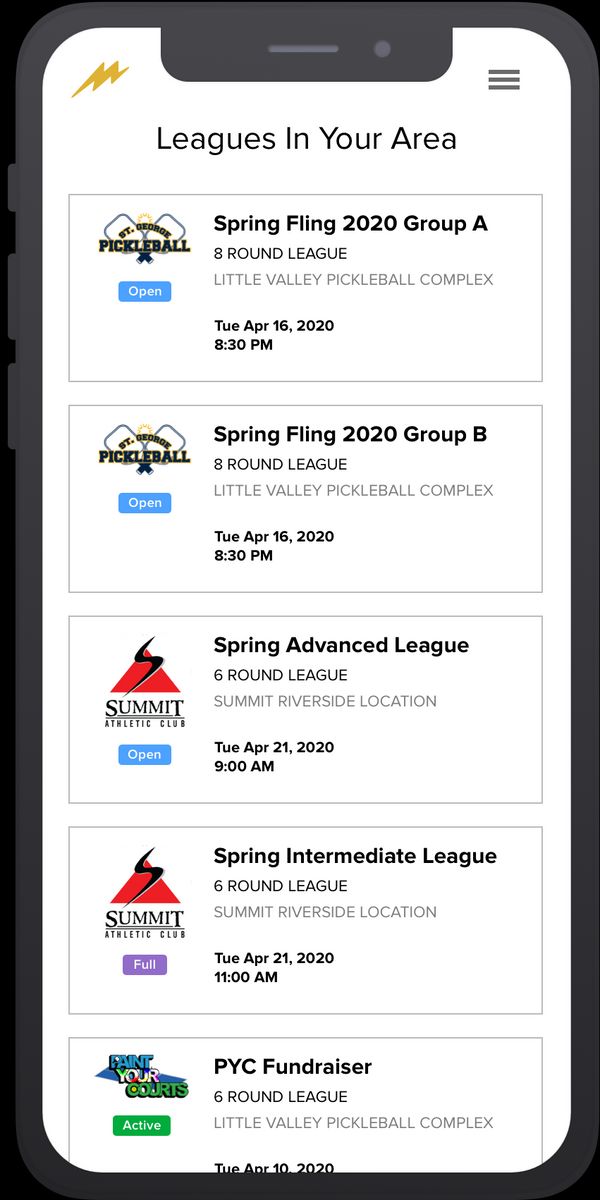 Leagues In Your Area
ST. GEORGE
PICKLEBALL
Open
Spring Fling 2020 Group A
8 ROUND LEAGUE
LITTLE VALLEY PICKLEBALL COMPLEX
Tue Apr 16, 2020
8:30 PM
ST. GEORGE
PICKLEBALL
Open
Spring Fling 2020 Group B
8 ROUND LEAGUE
LITTLE VALLEY PICKLEBALL COMPLEX
Tue Apr 16, 2020
8:30 PM
SUMMIT
ATHLETIC CLUB
Open
Spring Advanced League
6 ROUND LEAGUE
SUMMIT RIVERSIDE LOCATION
Tue Apr 21, 2020
9:00 AM
SUMMIT
ATHLETIC CLUB
Full
Spring Intermediate League
6 ROUND LEAGUE
SUMMIT RIVERSIDE LOCATION
Tue Apr 21, 2020
11:00 AM
PAINT
YOUR
COURTS
Active
PYC Fundraiser
6 ROUND LEAGUE
LITTLE VALLEY PICKLEBALL COMPLEX
Tue Apr 10, 2020